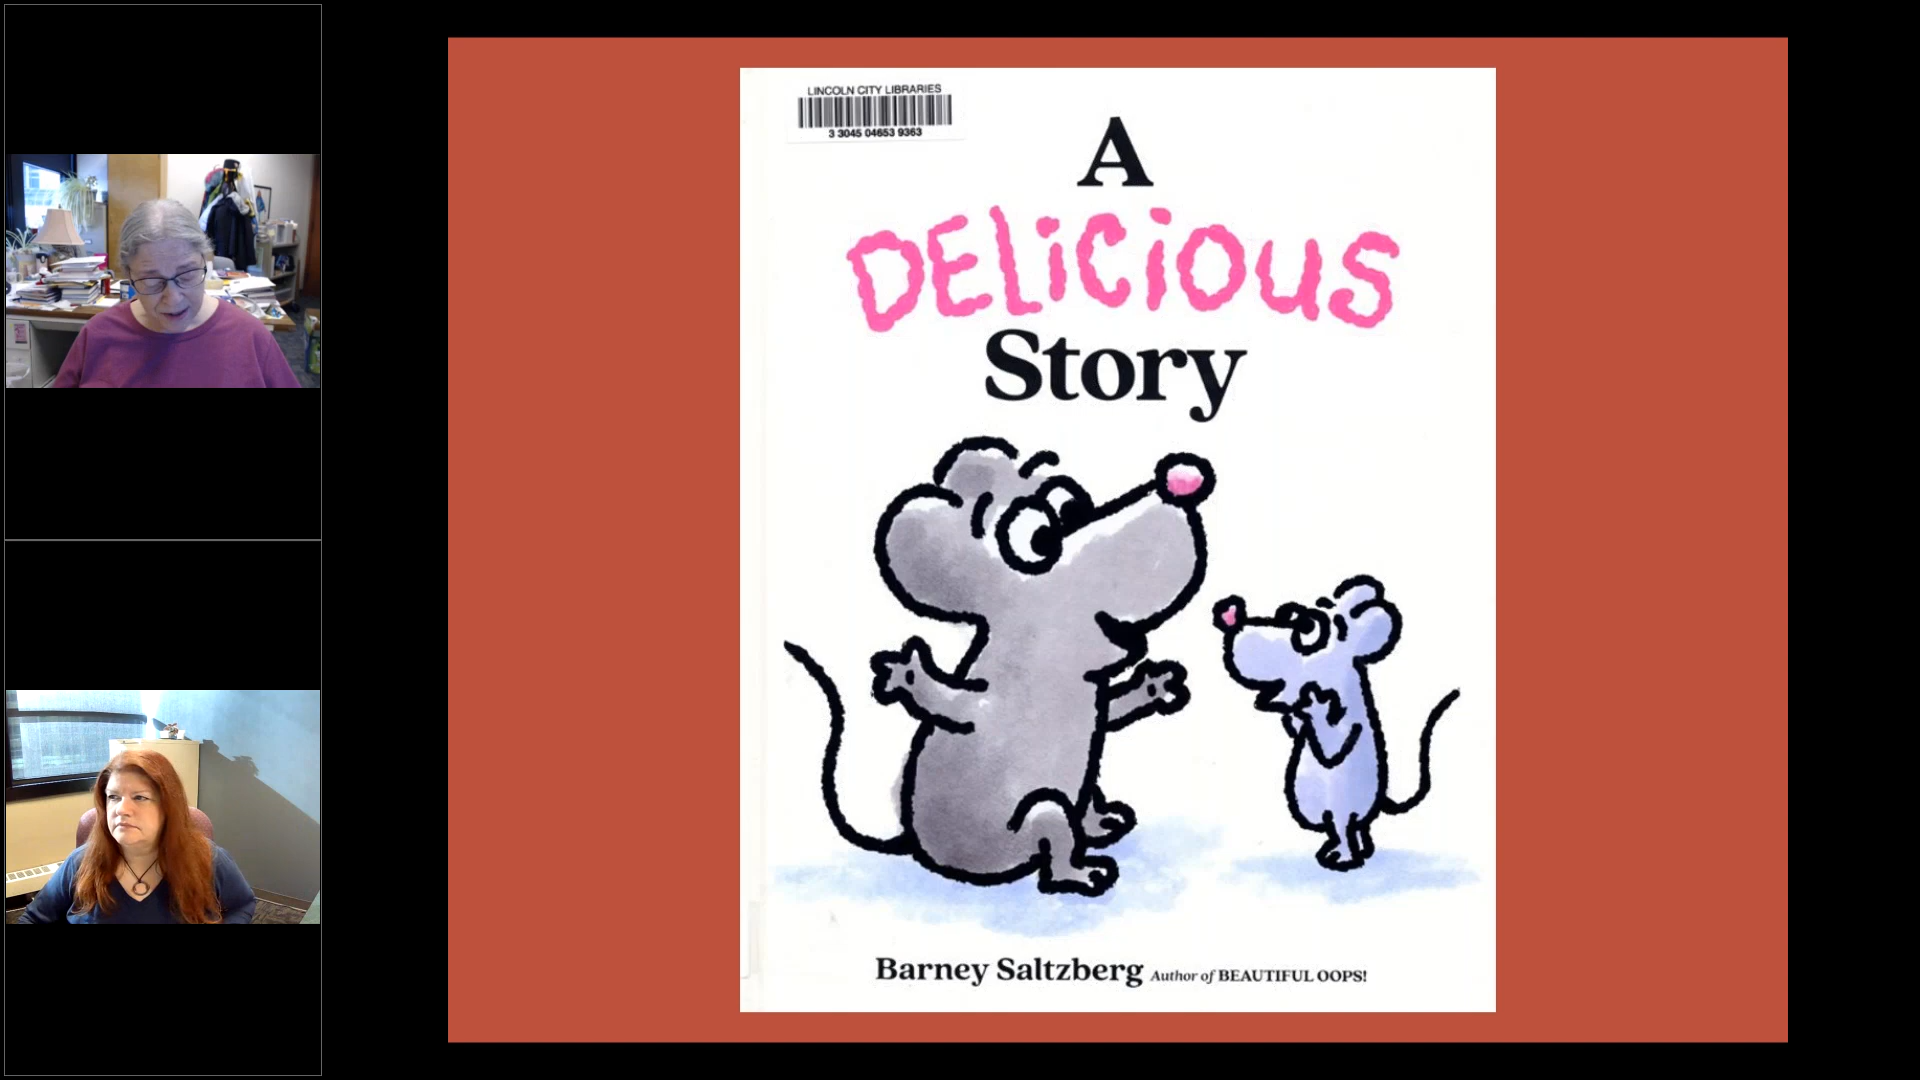 LINCOLN CITY LIBRARIES
3 3045 04653 9363
A
DELiCiOUS
Story
Barney Saltzberg Author of BEAUTIFUL OOPS!